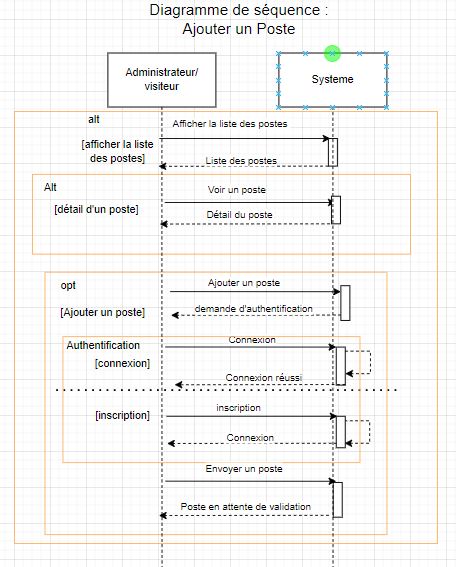 Diagramme de séquence :
Ajouter un Poste
Administrateur/
visiteur
Systeme
alt
Afficher la liste des postes
[afficher la liste
des postes]
Liste des postes
Alt
Voir un poste
[détail d'un poste]
Détail du poste
opt
Ajouter un poste
[Ajouter un poste]
demande d'authentification
Authentification
Connexion
[connexion]
Connexion réussi
[inscription]
inscription
Connexion
Envoyer un poste
Poste en attente de validation